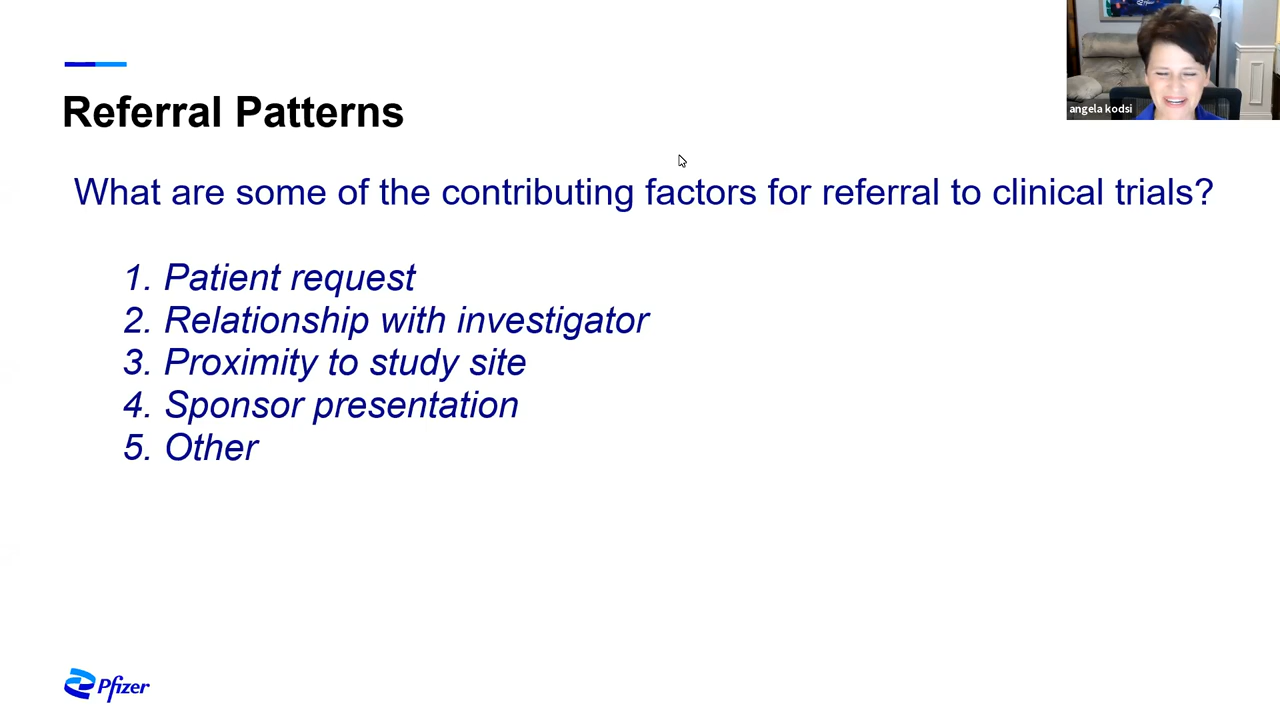 angela kodsi
Referral Patterns
What are some of the contributing factors for referral to clinical trials?
1. Patient request
2. Relationship with investigator
3. Proximity to study site
4. Sponsor presentation
5. Other
Pfizer